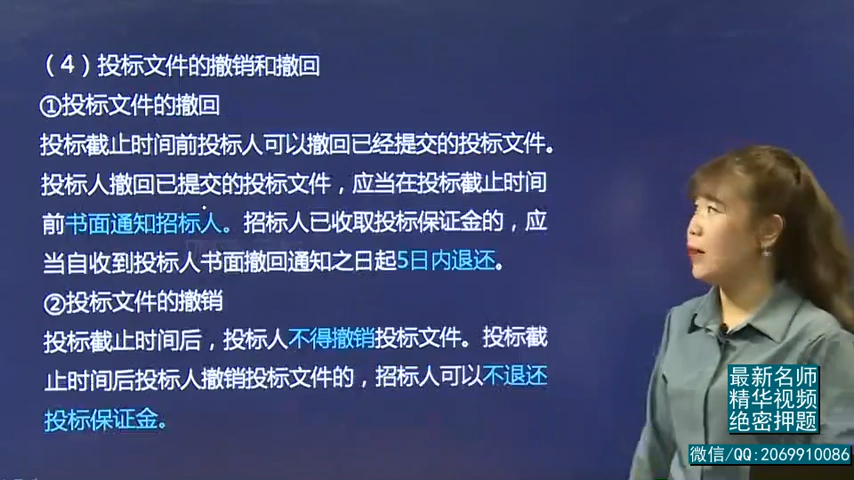 （4）投标文件的撤销和撤回
①投标文件的撤回
投标截止时间前投标人可以撤回已经提交的投标文件。
投标人撤回已提交的投标文件，应当在投标截止时间
前书面通知招标人。招标人已收取投标保证金的，应
当自收到投标人书面撤回通知之日起5日内退还。
②投标文件的撤销
投标截止时间后，投标人不得撤销投标文件。投标截
止时间后投标人撤销投标文件的，招标人可以不退还
投标保证金。
最新名师
精华视频
绝密押题
微信/QQ:2069910086